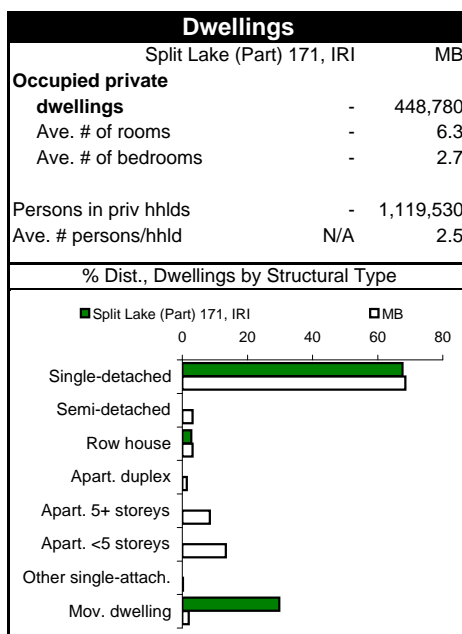 Dwellings
Split Lake (Part) 171, IRI MB
Occupied private
dwellings - 448,780
Ave. # of rooms - 6.3
Ave. # of bedrooms - 2.7
Persons in priv hhlds - 1,119,530
Ave. # persons/hhld N/A 2.5
% Dist., Dwellings by Structural Type
Split Lake (Part) 171, IRI MB
0 20 40 60 80
Single-detached
Semi-detached
Row house
Apart. duplex
Apart. 5+ storeys
Apart. <5 storeys
Other single-attach.
Mov. dwelling